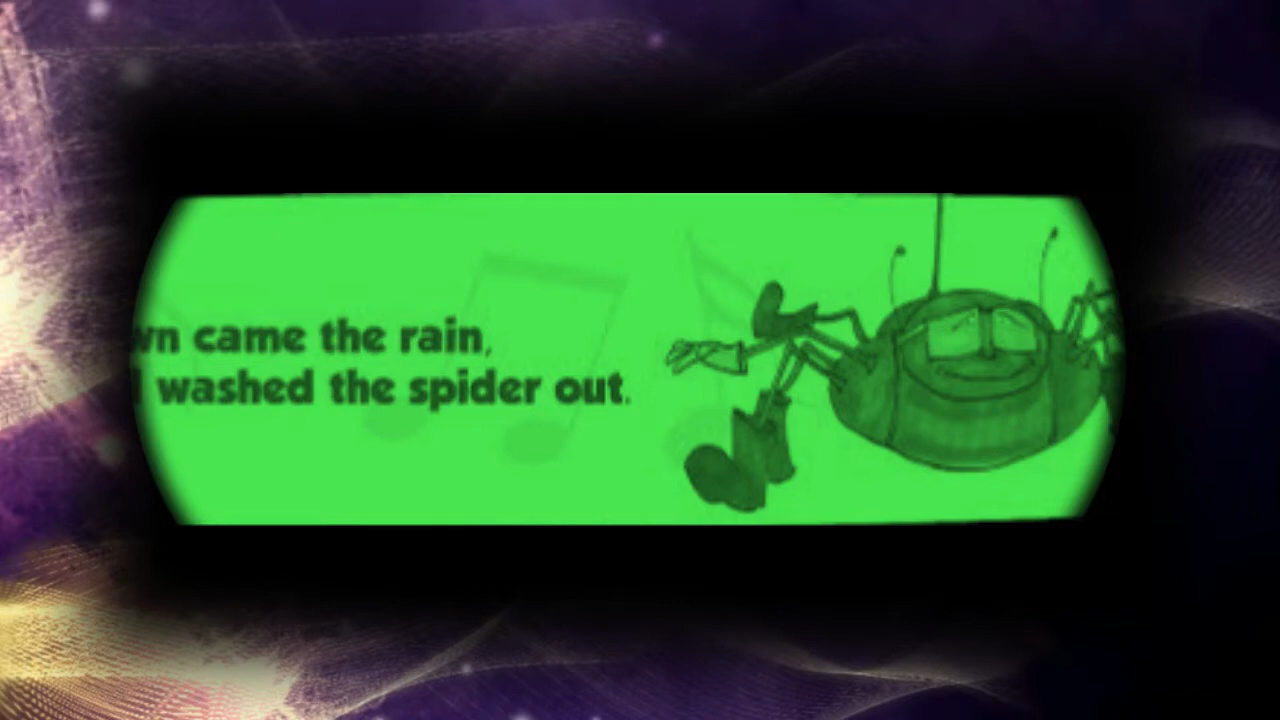 wn came the rain,
washed the spider out.